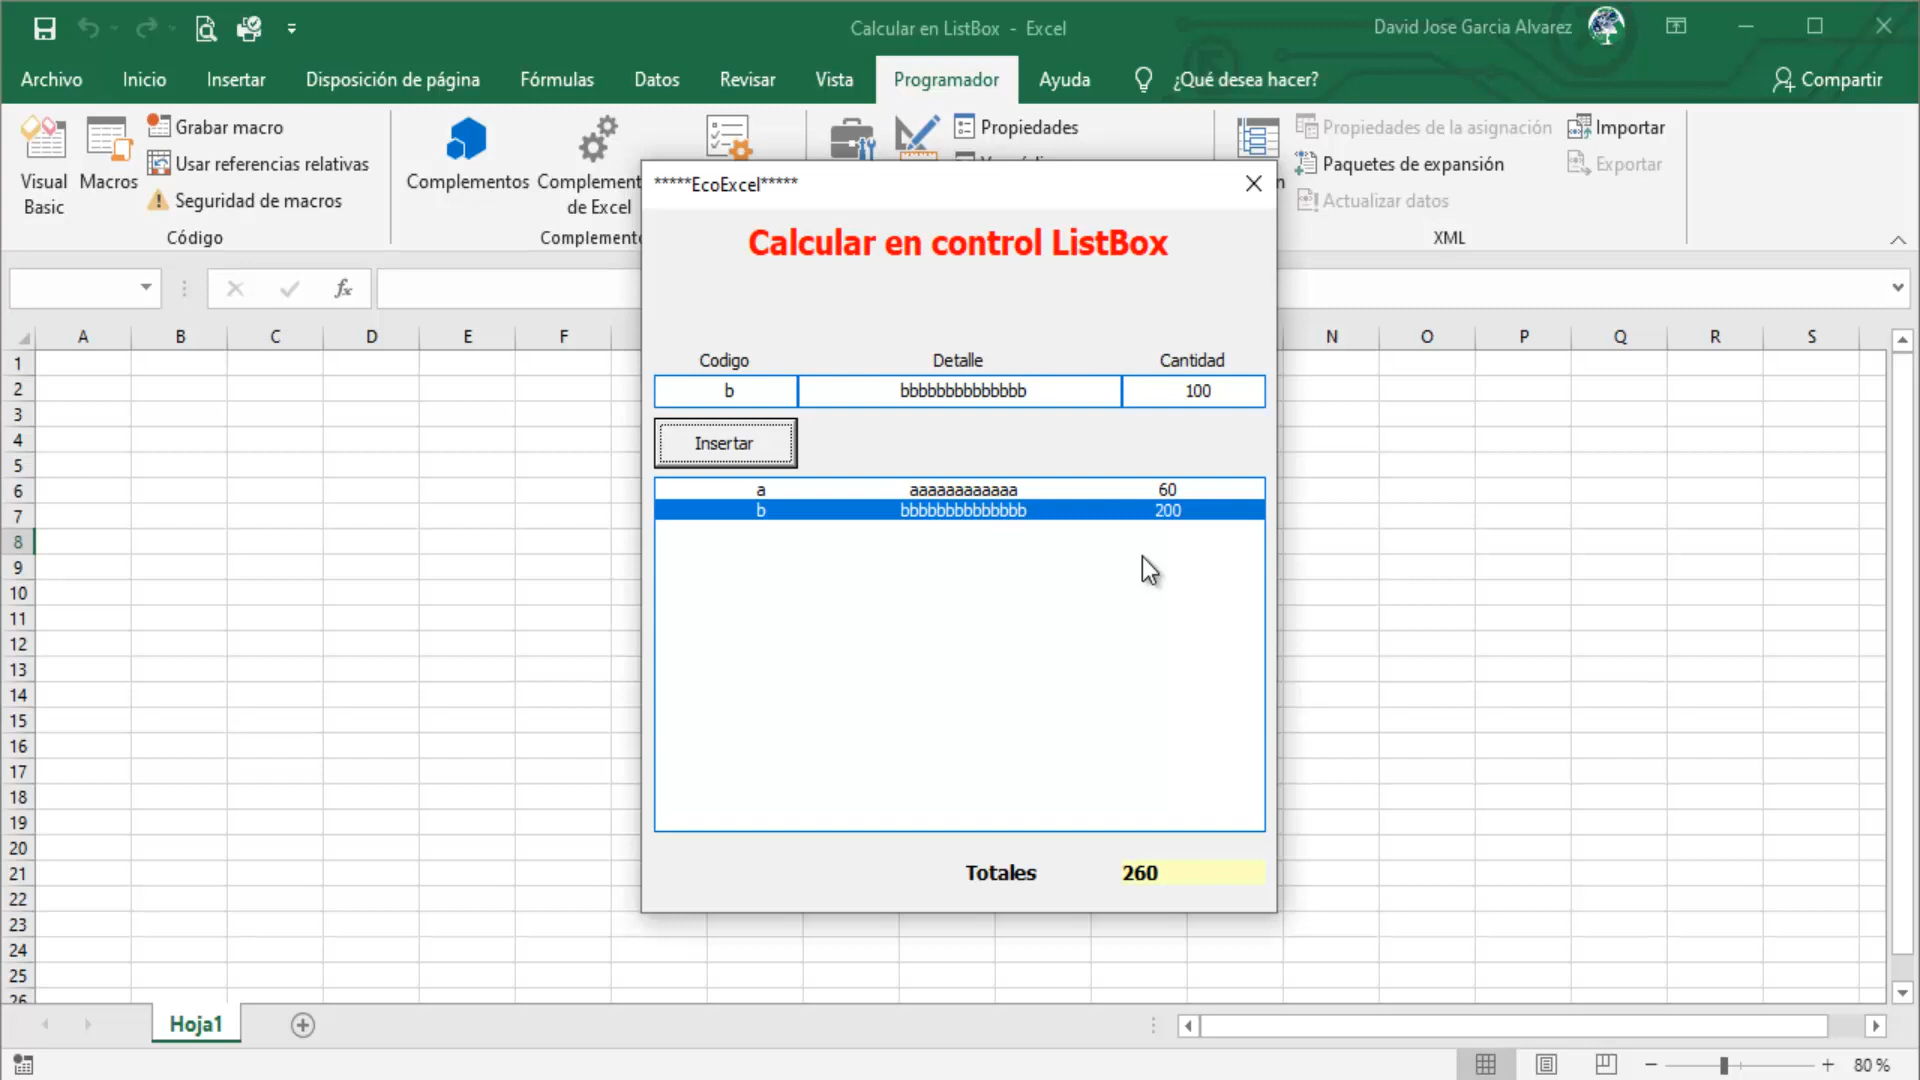 Calcular en ListBox - Excel
David Jose Garcia Alvarez
Archivo Inicio Insertar Disposición de página Fórmulas Datos Revisar Vista Programador Ayuda ¿Qué desea hacer? Compartir
Visual Basic
Macros
Grabar macro
Usar referencias relativas
Seguridad de macros
Código
Complementos
Complement
de Excel
Complement
Propiedades
Propiedades de la asignación
Paquetes de expansión
Actualizar datos
Importar
Exportar
XML
fx
*****EcoExcel*****
Calcular en control ListBox
Codigo Detalle Cantidad
b bbbbbbbbbbbbbb 100
Insertar
a aaaaaaaaaaaa 60
b bbbbbbbbbbbbbb 200
Totales 260
A B C D E F N O P Q R S
1
2
3
4
5
6
7
8
9
10
11
12
13
14
15
16
17
18
19
20
21
22
23
24
25
26
Hoja1
80 %